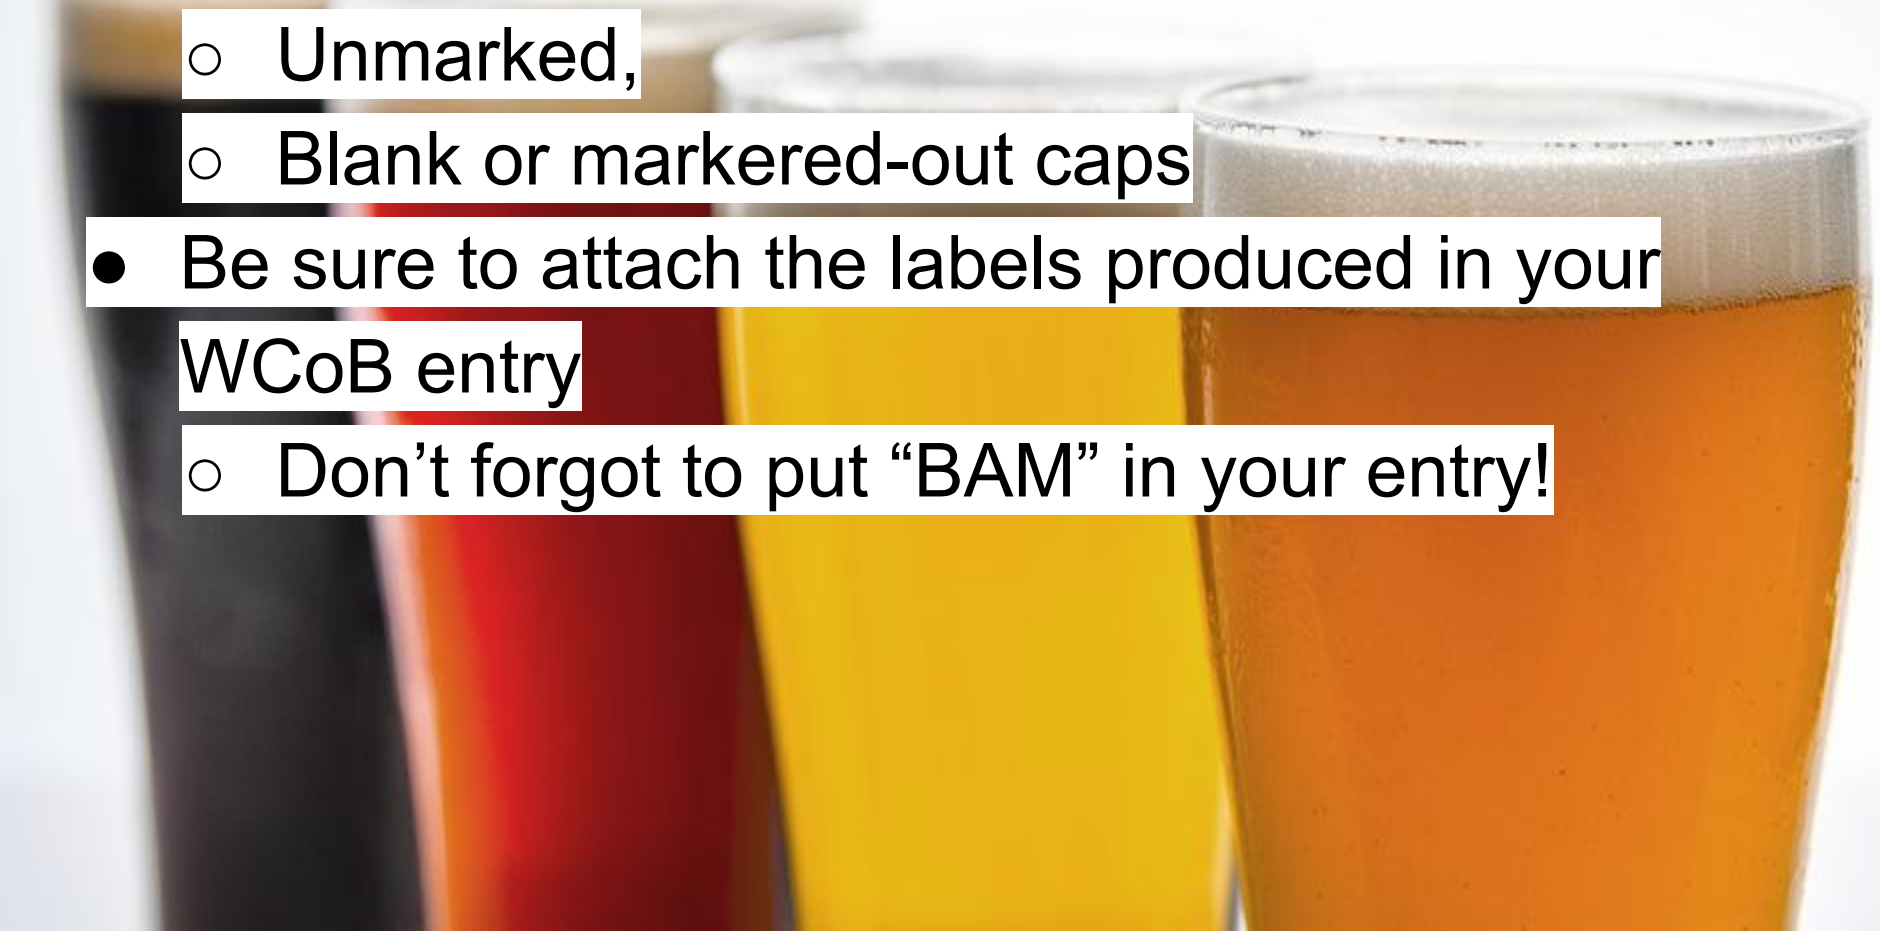 ○ Unmarked,
○ Blank or markered-out caps
● Be sure to attach the labels produced in your
WCoB entry
○ Don’t forgot to put “BAM” in your entry!